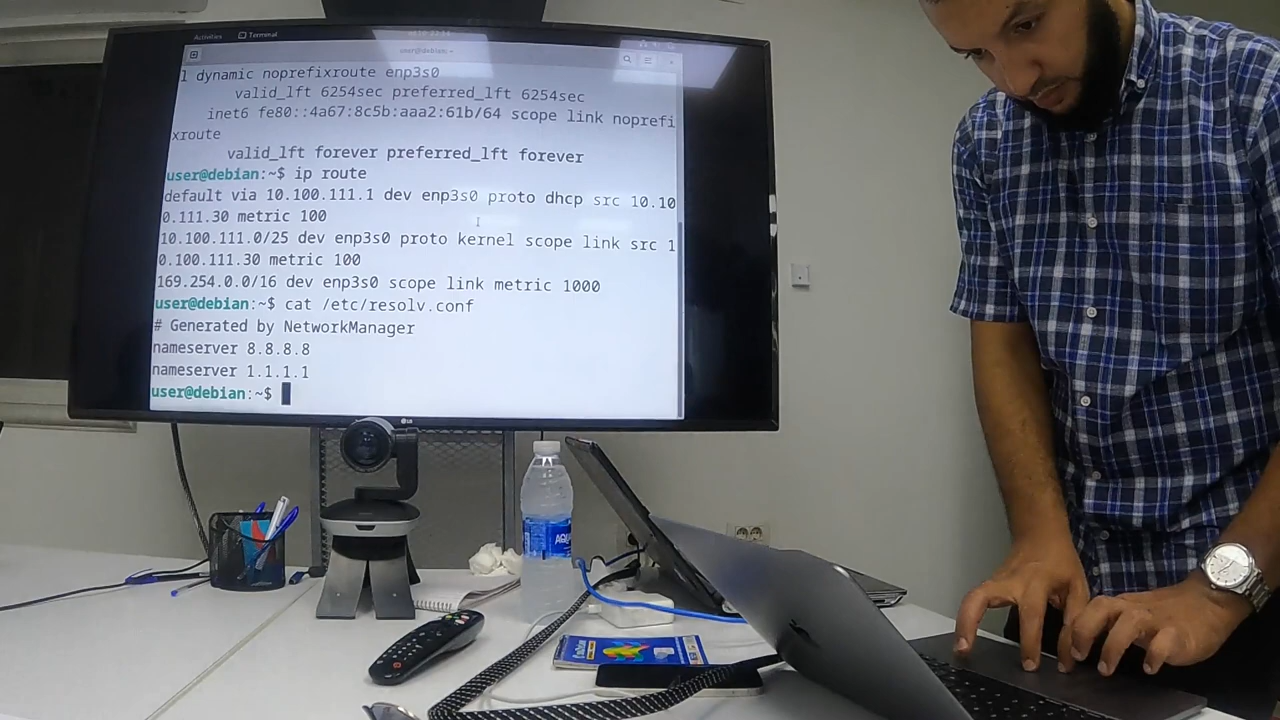 Activities Terminal
user@debian: ~
l dynamic noprefixroute enp3s0
valid_lft 6254sec preferred_lft 6254sec
inet6 fe80::4a67:8c5b:aaa2:61b/64 scope link noprefi
xroute
valid_lft forever preferred_lft forever
user@debian:~$ ip route
default via 10.100.111.1 dev enp3s0 proto dhcp src 10.10
0.111.30 metric 100
10.100.111.0/25 dev enp3s0 proto kernel scope link src 1
0.100.111.30 metric 100
169.254.0.0/16 dev enp3s0 scope link metric 1000
user@debian:~$ cat /etc/resolv.conf
# Generated by NetworkManager
nameserver 8.8.8.8
nameserver 1.1.1.1
user@debian:~$
LG